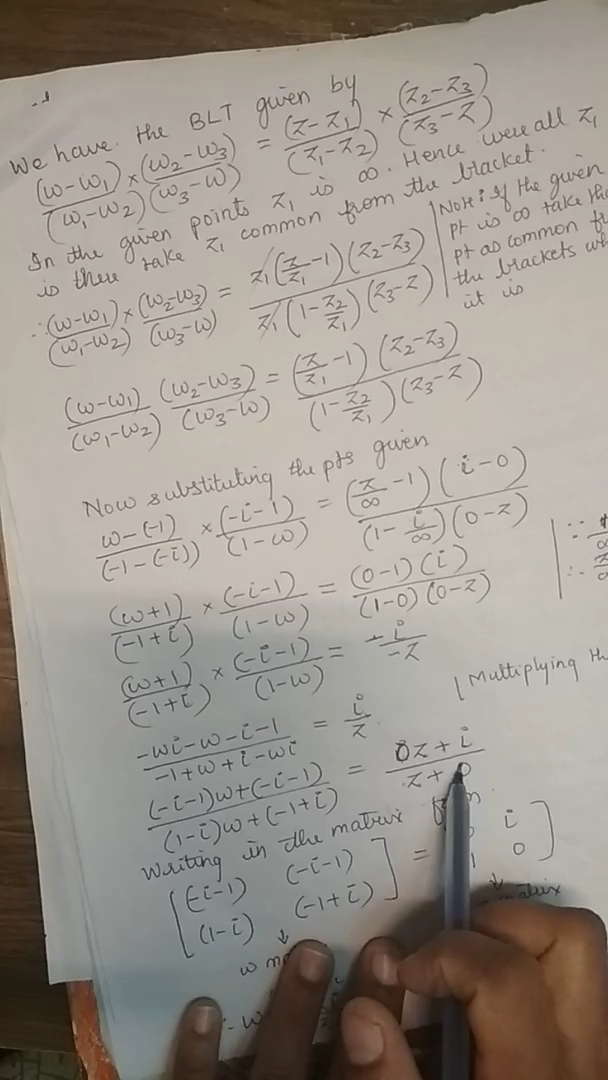 We have the BLT given by
(w-w₁)/(w₁-w₂) × (w₂-w₃)/(w₃-w) = (z-z₁)/(z₁-z₂) × (z₂-z₃)/(z₃-z)
In the given points z₁ is ∞. Hence were all z₁
is there take z₁ common from the bracket.
Note: If the given
pt is ∞ take the
pt as common
the brackets
it is
∴ (w-w₁)/(w₁-w₂) × (w₂-w₃)/(w₃-w) = z₁(z/z₁-1)(z₂-z₃) / z₁(1-z₂/z₁)(z₃-z)
(w-w₁)/(w₁-w₂) (w₂-w₃)/(w₃-w) = (z/z₁-1)(z₂-z₃) / (1-z₂/z₁)(z₃-z)
Now substituting the pts given
w-(-1)/(-1-(-i)) × (-i-1)/(1-w) = (z/∞-1)(i-0) / (1-i/∞)(0-z)
(w+1)/(-1+i) × (-i-1)/(1-w) = (0-1)(i) / (1-0)(0-z)
(w+1)/(-1+i) × (-i-1)/(1-w) = -i/-z
[Multiplying
-wi-w-i-1 / -1+w+i-wi = i/z
(-i-1)w+(-i-1) / (1-i)w+(-1+i) = 0z+i / z+0
Writing in the matrix form
[(-i-1) (-i-1)] = [ i]
[(1-i) (-1+i)] [ 0]
↓ ↓
w matrix